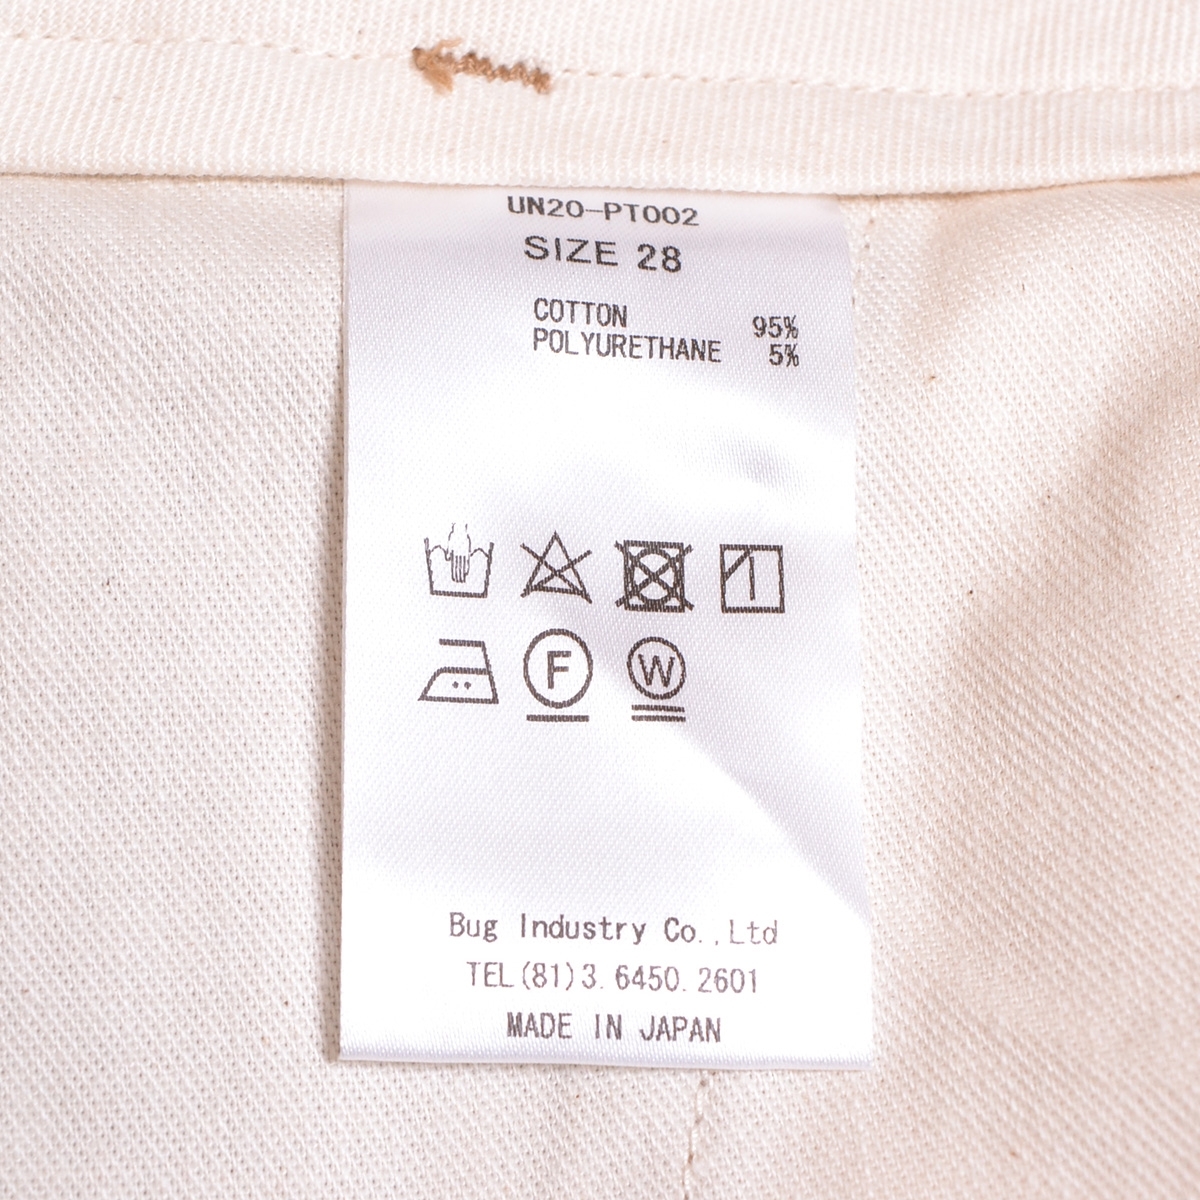 UN20-PT002
SIZE 28
COTTON 95%
POLYURETHANE 5%
F W
Bug Industry Co.,Ltd
TEL(81)3.6450.2601
MADE IN JAPAN